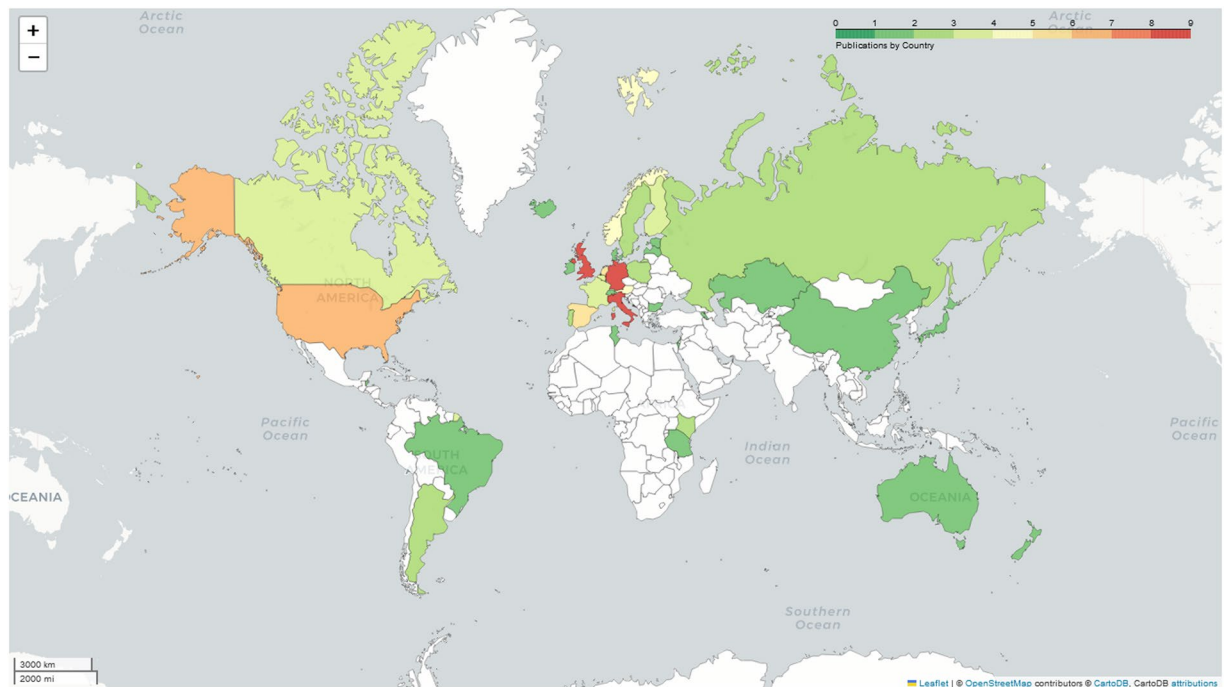 +
−
Arctic
Ocean
Arctic
Ocean
0 1 2 3 4 5 6 7 8 9
Publications by Country
NORTH
AMERICA
Pacific
Ocean
Pacific
Ocean
SOUTH
AMERICA
Indian
Ocean
OCEANIA
OCEANIA
Southern
Ocean
3000 km
2000 mi
Leaflet | © OpenStreetMap contributors © CartoDB, CartoDB attributions